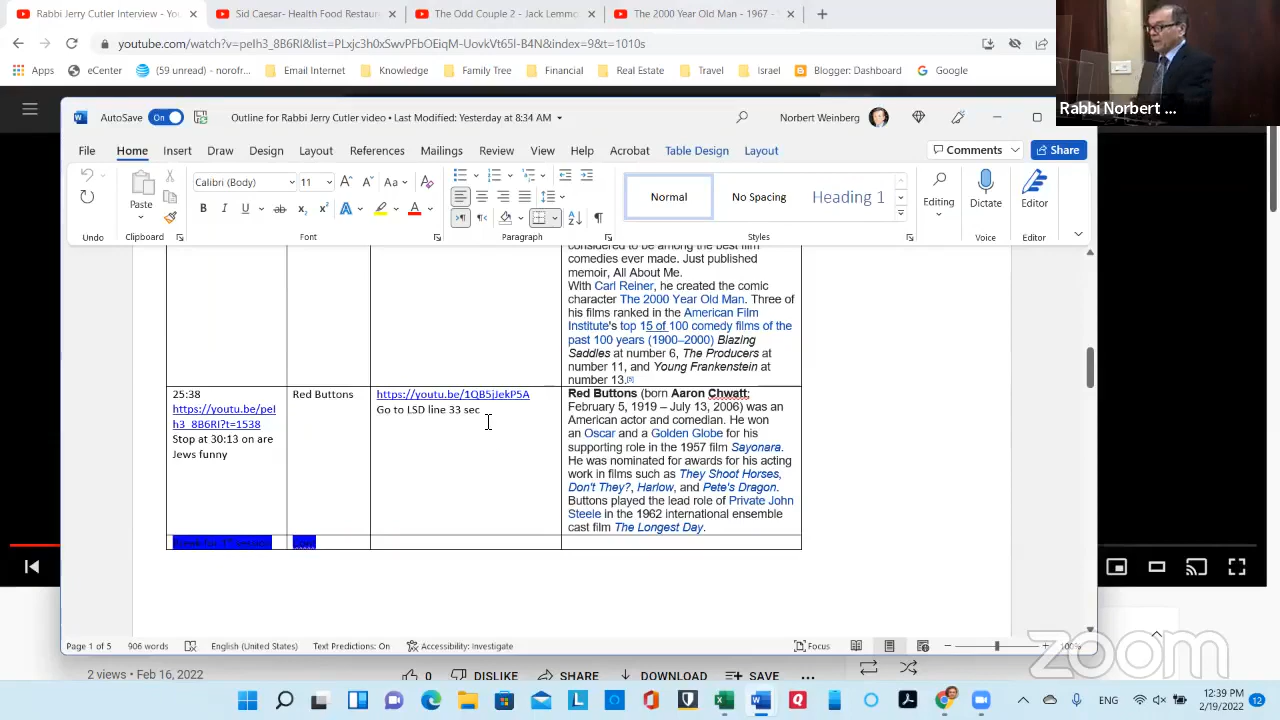 Rabbi Jerry Cutler - Interview -
Sid Caesar - Health Food Restaura
The Odd Couple 2 - Jack Lemmo
The 2000 Year Old Man - 1967 -
youtube.com/watch?v=peIh3_8B6RI&list=PLxjc3h0xSwvPFbOEiqM-UovkVt65l-B4N&index=9&t=1010s
Apps
eCenter
(59 unread) - norofr...
Email Internet
Family Tree
Financial
Real Estate
Travel
Israel
Blogger: Dashboard
Google
Rabbi Norbert ...
AutoSave
On
Outline for Rabbi Jerry Cutler video • Last Modified: Yesterday at 8:34 AM
Norbert Weinberg
File Home Insert Draw Design Layout References Mailings Review View Help Acrobat Table Design Layout
Comments
Share
Paste
Calibri (Body) 11
Normal
No Spacing
Heading 1
Editing
Dictate
Editor
Undo
Clipboard
Font
Paragraph
Styles
Voice
Editor
considered to be among the best film
comedies ever made. Just published
memoir, All About Me.
With Carl Reiner, he created the comic
character The 2000 Year Old Man. Three of
his films ranked in the American Film
Institute's top 15 of 100 comedy films of the
past 100 years (1900–2000) Blazing
Saddles at number 6, The Producers at
number 11, and Young Frankenstein at
number 13.[5]
25:38
https://youtu.be/peI
h3_8B6RI?t=1538
Stop at 30:13 on are
Jews funny
Red Buttons
https://youtu.be/1QB5jJekP5A
Go to LSD line 33 sec
Red Buttons (born Aaron Chwatt;
February 5, 1919 – July 13, 2006) was an
American actor and comedian. He won
an Oscar and a Golden Globe for his
supporting role in the 1957 film Sayonara.
He was nominated for awards for his acting
work in films such as They Shoot Horses,
Don't They?, Harlow, and Pete's Dragon.
Buttons played the lead role of Private John
Steele in the 1962 international ensemble
cast film The Longest Day.
Page 1 of 5
906 words
English (United States)
Text Predictions: On
Accessibility: Investigate
Focus
100%
zoom
2 views • Feb 16, 2022
0
DISLIKE
SHARE
DOWNLOAD
SAVE
ENG
12:39 PM
2/19/2022
12